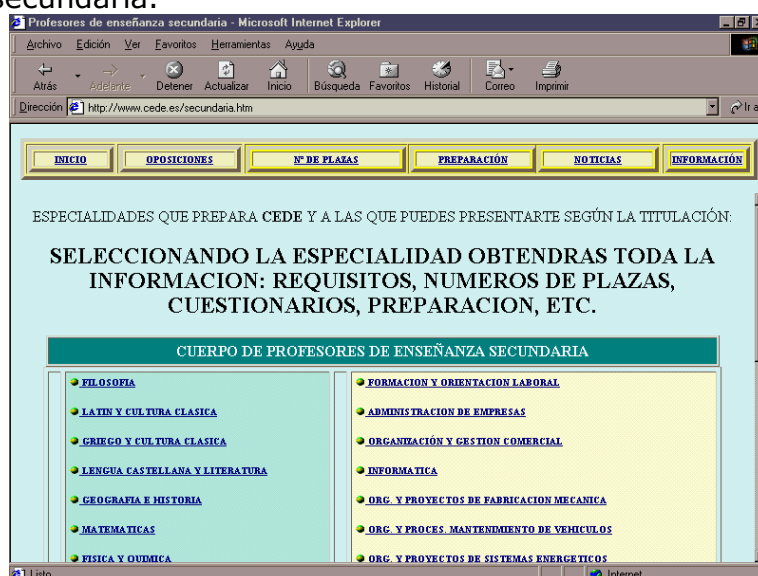 secundaria.
Profesores de enseñanza secundaria - Microsoft Internet Explorer
Archivo Edición Ver Favoritos Herramientas Ayuda
Atrás Adelante Detener Actualizar Inicio Búsqueda Favoritos Historial Correo Imprimir
Dirección http://www.cede.es/secundaria.htm Ir a
INICIO OPOSICIONES Nº DE PLAZAS PREPARACIÓN NOTICIAS INFORMACIÓN
ESPECIALIDADES QUE PREPARA CEDE Y A LAS QUE PUEDES PRESENTARTE SEGÚN LA TITULACIÓN:
SELECCIONANDO LA ESPECIALIDAD OBTENDRAS TODA LA
INFORMACION: REQUISITOS, NUMEROS DE PLAZAS,
CUESTIONARIOS, PREPARACION, ETC.
CUERPO DE PROFESORES DE ENSEÑANZA SECUNDARIA
FILOSOFIA
LATIN Y CULTURA CLASICA
GRIEGO Y CULTURA CLASICA
LENGUA CASTELLANA Y LITERATURA
GEOGRAFIA E HISTORIA
MATEMATICAS
FISICA Y QUIMICA
FORMACION Y ORIENTACION LABORAL
ADMINISTRACION DE EMPRESAS
ORGANIZACIÓN Y GESTION COMERCIAL
INFORMATICA
ORG. Y PROYECTOS DE FABRICACION MECANICA
ORG. Y PROCES. MANTENIMIENTO DE VEHICULOS
ORG. Y PROYECTOS DE SISTEMAS ENERGETICOS
Listo Internet